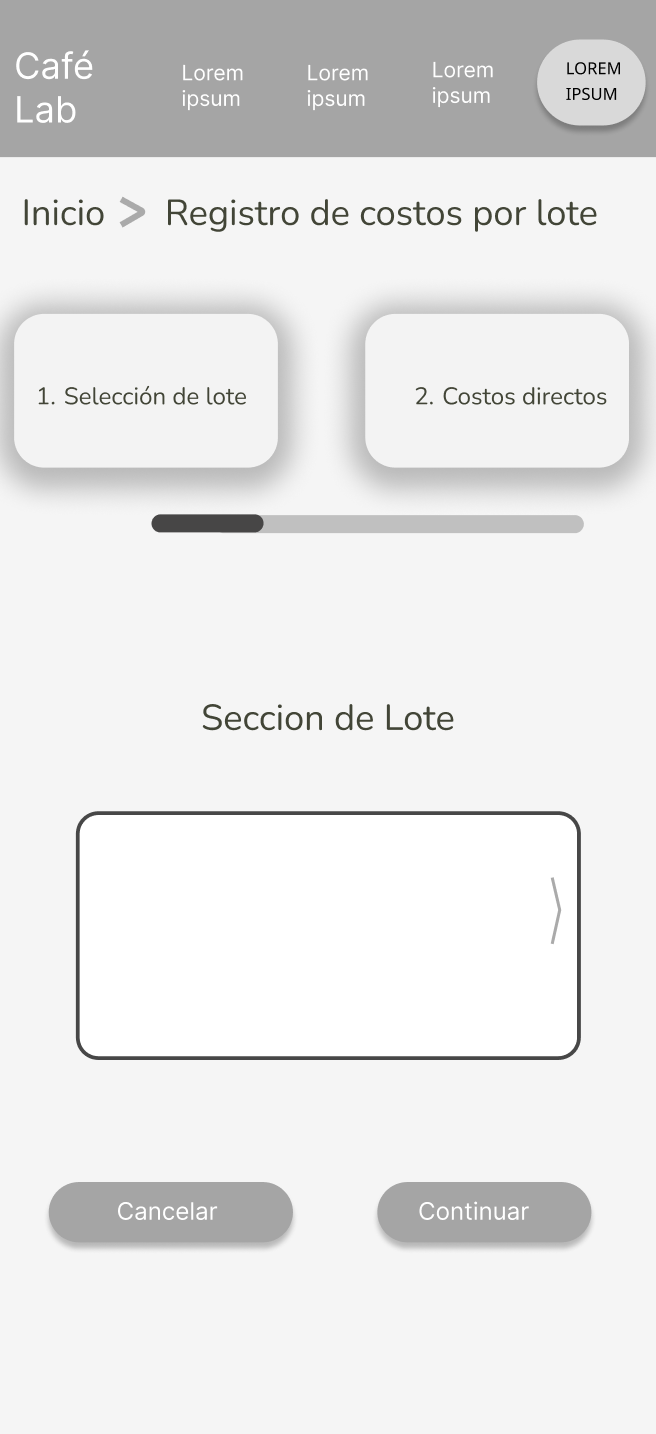 Café
Lab
Lorem
ipsum
Lorem
ipsum
Lorem
ipsum
LOREM
IPSUM
Inicio > Registro de costos por lote
1. Selección de lote
2. Costos directos
Seccion de Lote
Cancelar
Continuar